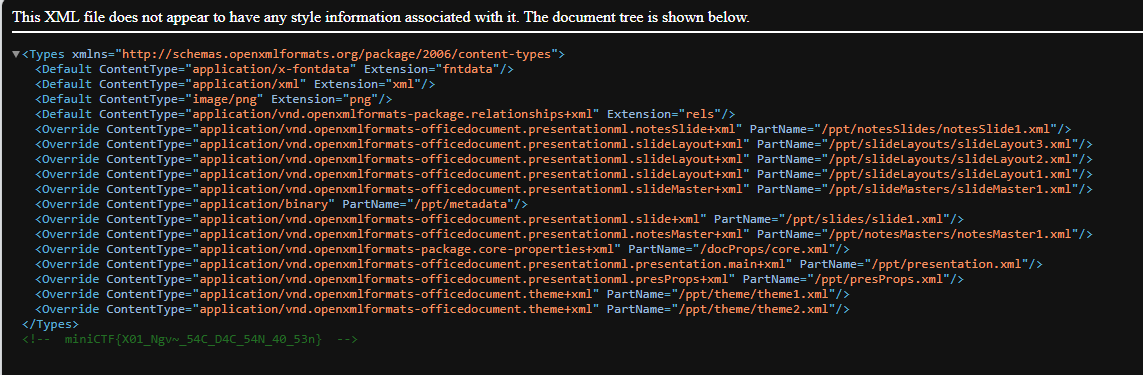 This XML file does not appear to have any style information associated with it. The document tree is shown below.
▼<Types xmlns="http://schemas.openxmlformats.org/package/2006/content-types">
<Default ContentType="application/x-fontdata" Extension="fntdata"/>
<Default ContentType="application/xml" Extension="xml"/>
<Default ContentType="image/png" Extension="png"/>
<Default ContentType="application/vnd.openxmlformats-package.relationships+xml" Extension="rels"/>
<Override ContentType="application/vnd.openxmlformats-officedocument.presentationml.notesSlide+xml" PartName="/ppt/notesSlides/notesSlide1.xml"/>
<Override ContentType="application/vnd.openxmlformats-officedocument.presentationml.slideLayout+xml" PartName="/ppt/slideLayouts/slideLayout3.xml"/>
<Override ContentType="application/vnd.openxmlformats-officedocument.presentationml.slideLayout+xml" PartName="/ppt/slideLayouts/slideLayout2.xml"/>
<Override ContentType="application/vnd.openxmlformats-officedocument.presentationml.slideLayout+xml" PartName="/ppt/slideLayouts/slideLayout1.xml"/>
<Override ContentType="application/vnd.openxmlformats-officedocument.presentationml.slideMaster+xml" PartName="/ppt/slideMasters/slideMaster1.xml"/>
<Override ContentType="application/binary" PartName="/ppt/metadata"/>
<Override ContentType="application/vnd.openxmlformats-officedocument.presentationml.slide+xml" PartName="/ppt/slides/slide1.xml"/>
<Override ContentType="application/vnd.openxmlformats-officedocument.presentationml.notesMaster+xml" PartName="/ppt/notesMasters/notesMaster1.xml"/>
<Override ContentType="application/vnd.openxmlformats-package.core-properties+xml" PartName="/docProps/core.xml"/>
<Override ContentType="application/vnd.openxmlformats-officedocument.presentationml.presentation.main+xml" PartName="/ppt/presentation.xml"/>
<Override ContentType="application/vnd.openxmlformats-officedocument.presentationml.presProps+xml" PartName="/ppt/presProps.xml"/>
<Override ContentType="application/vnd.openxmlformats-officedocument.theme+xml" PartName="/ppt/theme/theme1.xml"/>
<Override ContentType="application/vnd.openxmlformats-officedocument.theme+xml" PartName="/ppt/theme/theme2.xml"/>
</Types>
<!-- miniCTF{X01_Ngv~_54C_D4C_54N_40_53n} -->